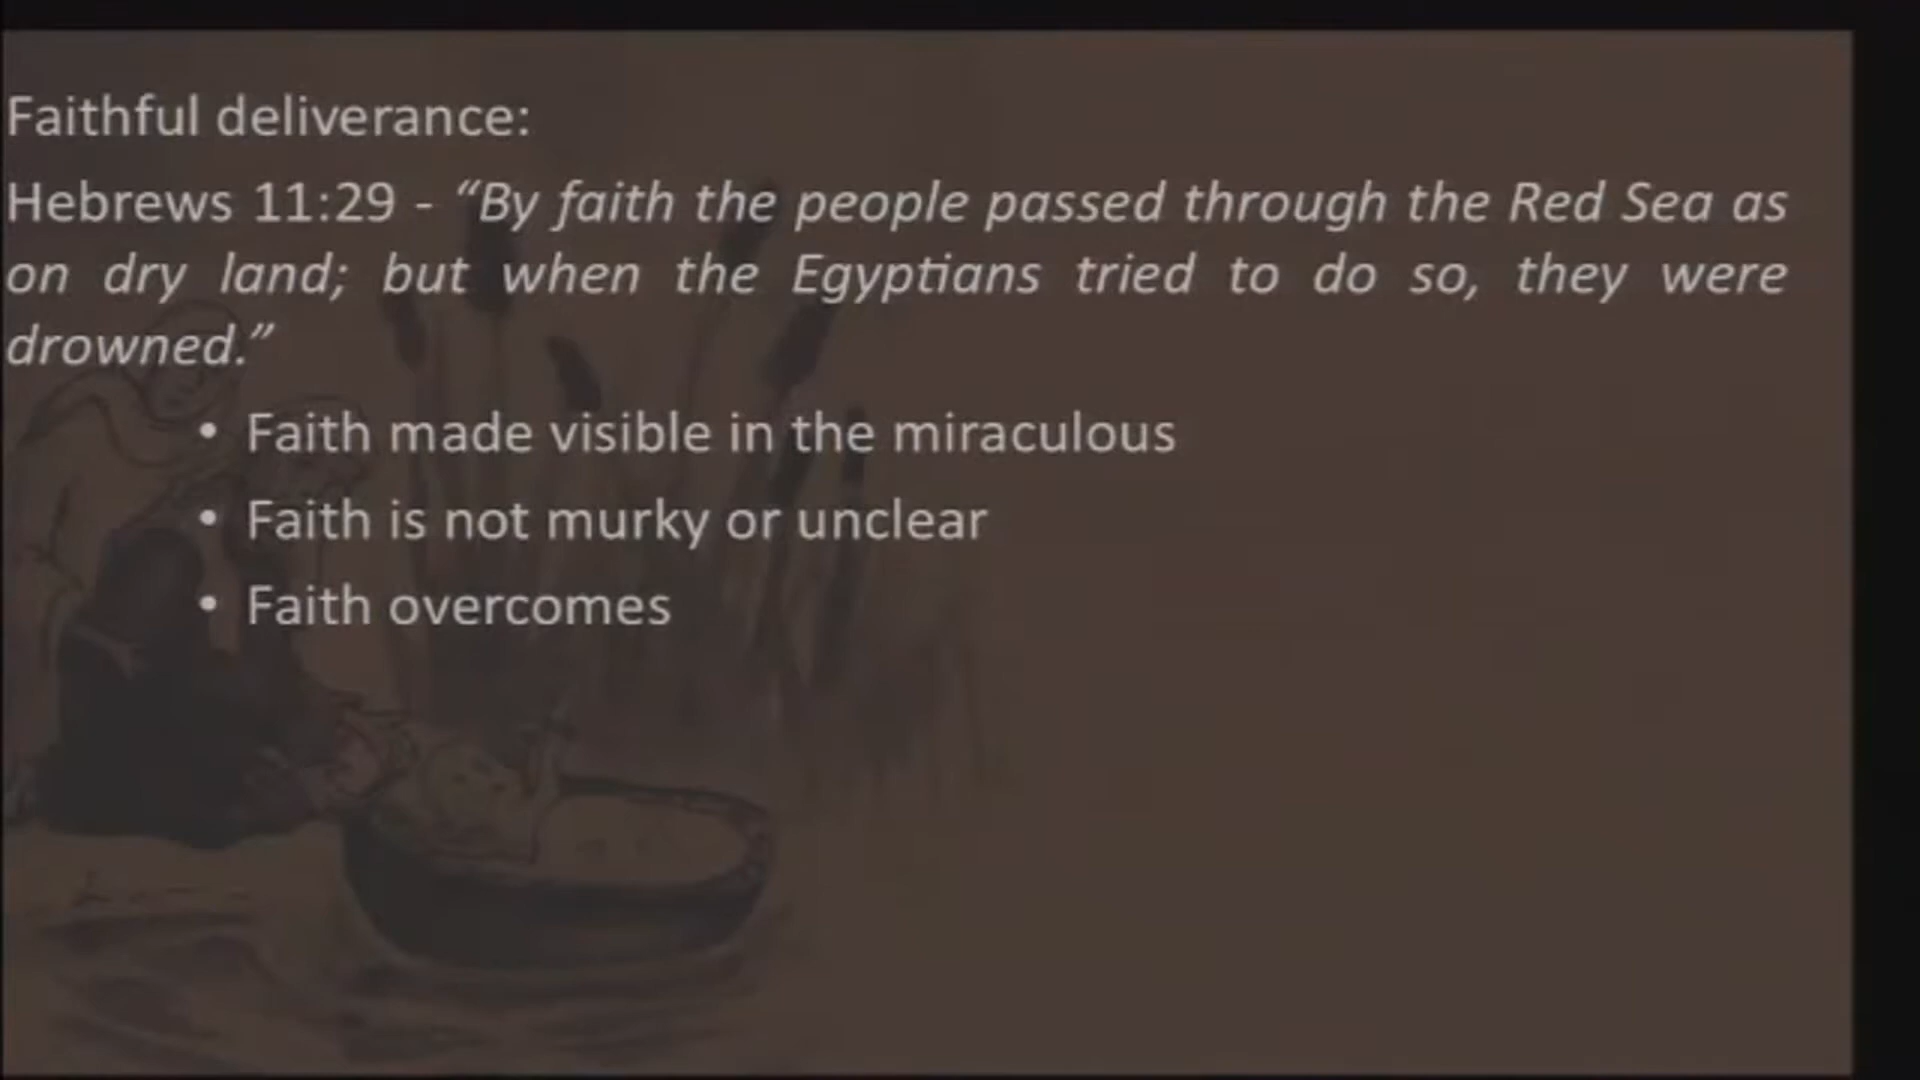 Faithful deliverance:
Hebrews 11:29 - “By faith the people passed through the Red Sea as
on dry land; but when the Egyptians tried to do so, they were
drowned.”
• Faith made visible in the miraculous
• Faith is not murky or unclear
• Faith overcomes